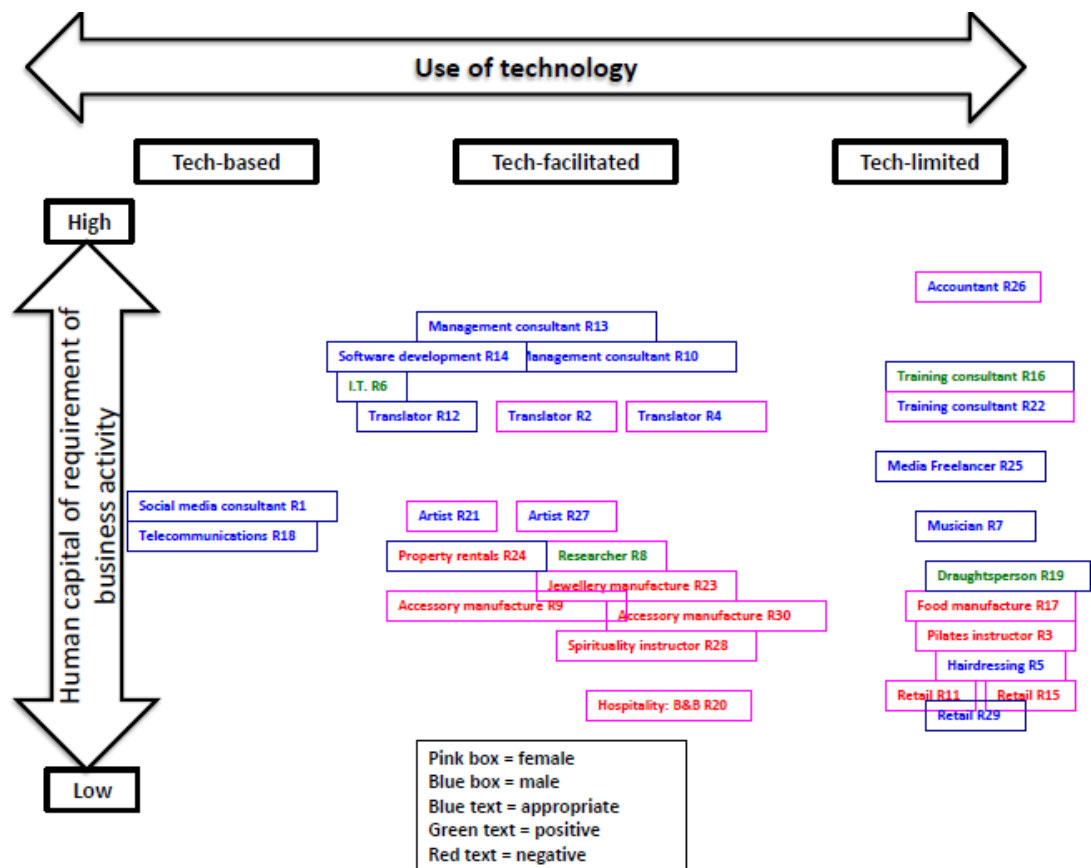 Use of technology
Tech-based
Tech-facilitated
Tech-limited
High
Human capital of requirement of
business activity
Accountant R26
Management consultant R13
Software development R14
Management consultant R10
I.T. R6
Training consultant R16
Translator R12
Translator R2
Translator R4
Training consultant R22
Media Freelancer R25
Social media consultant R1
Artist R21
Artist R27
Musician R7
Telecommunications R18
Property rentals R24
Researcher R8
Draughtsperson R19
Jewellery manufacture R23
Accessory manufacture R9
Food manufacture R17
Accessory manufacture R30
Pilates instructor R3
Spirituality instructor R28
Hairdressing R5
Retail R11
Retail R15
Hospitality: B&B R20
Retail R29
Low
Pink box = female
Blue box = male
Blue text = appropriate
Green text = positive
Red text = negative